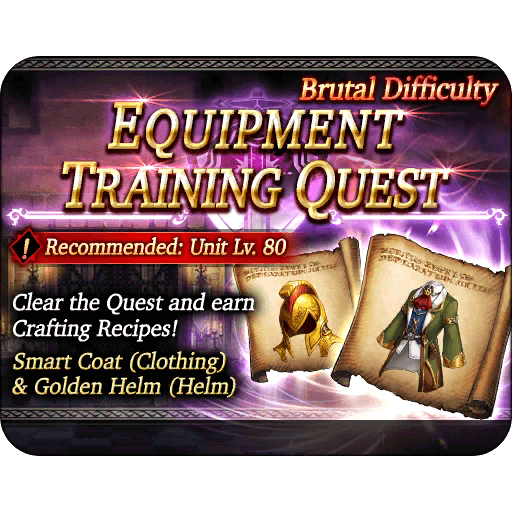 Brutal Difficulty
EQUIPMENT
TRAINING QUEST
! Recommended: Unit Lv. 80
Clear the Quest and earn
Crafting Recipes!
Smart Coat (Clothing)
& Golden Helm (Helm)